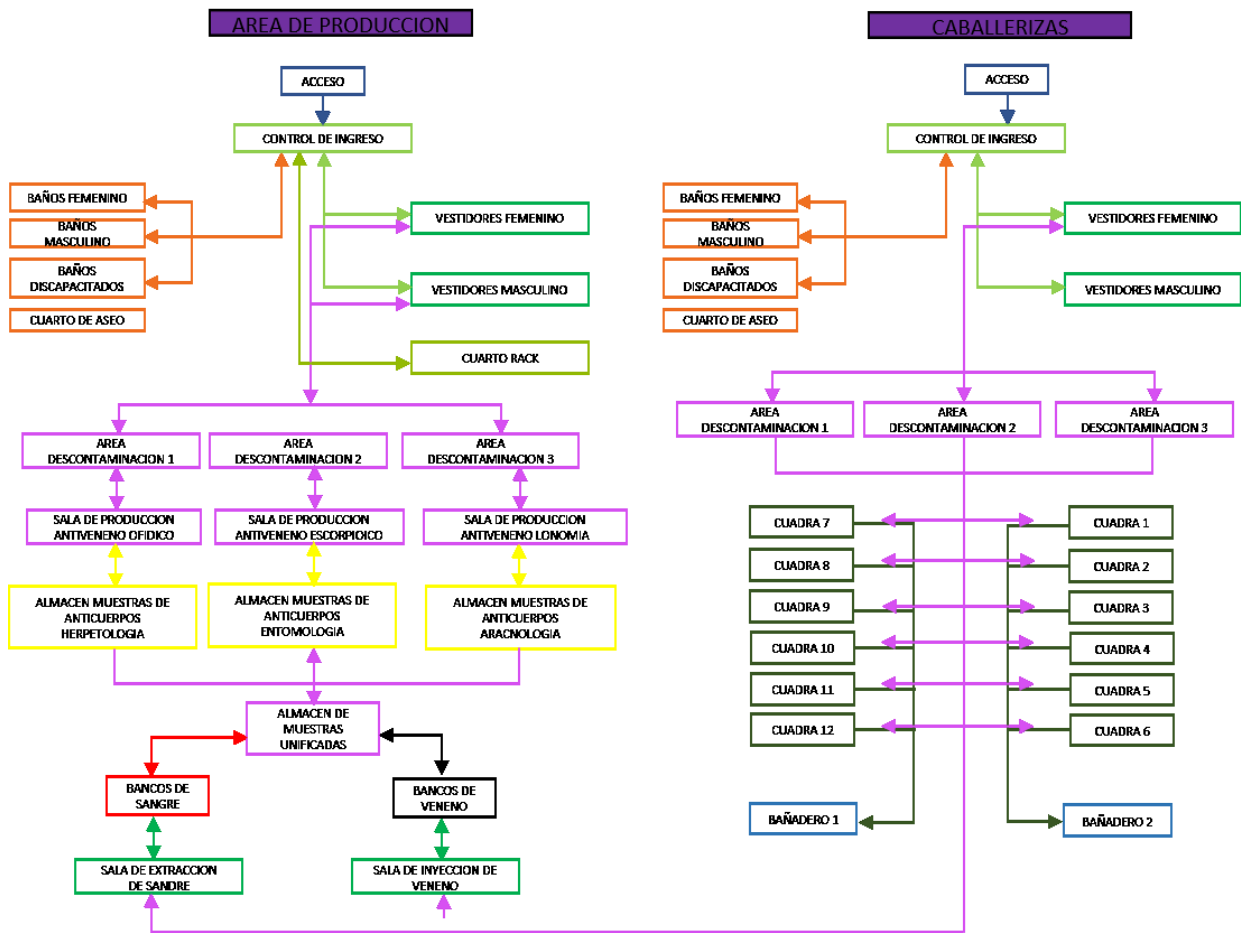 AREA DE PRODUCCION
ACCESO
CONTROL DE INGRESO
BAÑOS FEMENINO
BAÑOS
MASCULINO
BAÑOS
DISCAPACITADOS
CUARTO DE ASEO
VESTIDORES FEMENINO
VESTIDORES MASCULINO
CUARTO RACK
AREA
DESCONTAMINACION 1
AREA
DESCONTAMINACION 2
AREA
DESCONTAMINACION 3
SALA DE PRODUCCION
ANTIVENENO OFIDICO
SALA DE PRODUCCION
ANTIVENENO ESCORPIOICO
SALA DE PRODUCCION
ANTIVENENO LONOMIA
ALMACEN MUESTRAS DE
ANTICUERPOS
HERPETOLOGIA
ALMACEN MUESTRAS DE
ANTICUERPOS
ENTOMOLOGIA
ALMACEN MUESTRAS DE
ANTICUERPOS
ARACNOLOGIA
ALMACEN DE
MUESTRAS
UNIFICADAS
BANCOS DE
SANGRE
BANCOS DE
VENENO
SALA DE EXTRACCION
DE SANDRE
SALA DE INYECCION DE
VENENO
CABALLERIZAS
ACCESO
CONTROL DE INGRESO
BAÑOS FEMENINO
BAÑOS
MASCULINO
BAÑOS
DISCAPACITADOS
CUARTO DE ASEO
VESTIDORES FEMENINO
VESTIDORES MASCULINO
AREA
DESCONTAMINACION 1
AREA
DESCONTAMINACION 2
AREA
DESCONTAMINACION 3
CUADRA 7
CUADRA 8
CUADRA 9
CUADRA 10
CUADRA 11
CUADRA 12
BAÑADERO 1
CUADRA 1
CUADRA 2
CUADRA 3
CUADRA 4
CUADRA 5
CUADRA 6
BAÑADERO 2